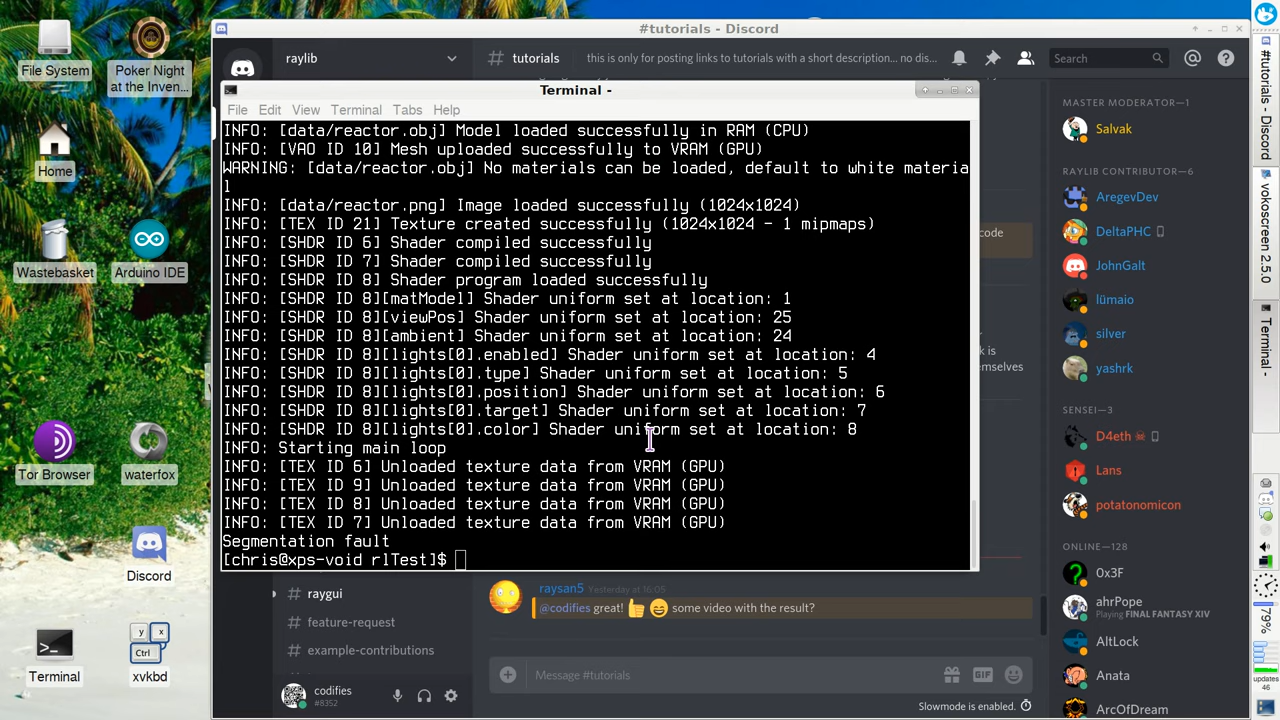 File System
Poker Night
at the Inven...
Home
Wastebasket
Arduino IDE
Tor Browser
waterfox
Discord
Terminal
y
x
Ctrl
xvkbd
#tutorials - Discord
raylib
# tutorials
this is only for posting links to tutorials with a short description... no dis...
Search
Terminal -
File Edit View Terminal Tabs Help
INFO: [data/reactor.obj] Model loaded successfully in RAM (CPU)
INFO: [VAO ID 10] Mesh uploaded successfully to VRAM (GPU)
WARNING: [data/reactor.obj] No materials can be loaded, default to white materia
l
INFO: [data/reactor.png] Image loaded successfully (1024x1024)
INFO: [TEX ID 21] Texture created successfully (1024x1024 - 1 mipmaps)
INFO: [SHDR ID 6] Shader compiled successfully
INFO: [SHDR ID 7] Shader compiled successfully
INFO: [SHDR ID 8] Shader program loaded successfully
INFO: [SHDR ID 8][matModel] Shader uniform set at location: 1
INFO: [SHDR ID 8][viewPos] Shader uniform set at location: 25
INFO: [SHDR ID 8][ambient] Shader uniform set at location: 24
INFO: [SHDR ID 8][lights[0].enabled] Shader uniform set at location: 4
INFO: [SHDR ID 8][lights[0].type] Shader uniform set at location: 5
INFO: [SHDR ID 8][lights[0].position] Shader uniform set at location: 6
INFO: [SHDR ID 8][lights[0].target] Shader uniform set at location: 7
INFO: [SHDR ID 8][lights[0].color] Shader uniform set at location: 8
INFO: Starting main loop
INFO: [TEX ID 6] Unloaded texture data from VRAM (GPU)
INFO: [TEX ID 9] Unloaded texture data from VRAM (GPU)
INFO: [TEX ID 8] Unloaded texture data from VRAM (GPU)
INFO: [TEX ID 7] Unloaded texture data from VRAM (GPU)
Segmentation fault
[chris@xps-void rlTest]$
code
k is
emselves
raygui
# feature-request
# example-contributions
codifies
#8352
raysan5 Yesterday at 16:05
@codifies great! some video with the result?
Message #tutorials
GIF
Slowmode is enabled.
MASTER MODERATOR—1
Salvak
RAYLIB CONTRIBUTOR—6
AregevDev
DeltaPHC
JohnGalt
lümaio
silver
yashrk
SENSEI—3
D4eth
Lans
potatonomicon
ONLINE—128
0x3F
ahrPope
Playing FINAL FANTASY XIV
AltLock
Anata
ArcOfDream
#tutorials - Discord
vokoscreen 2.5.0
Terminal -
79%
updates
46